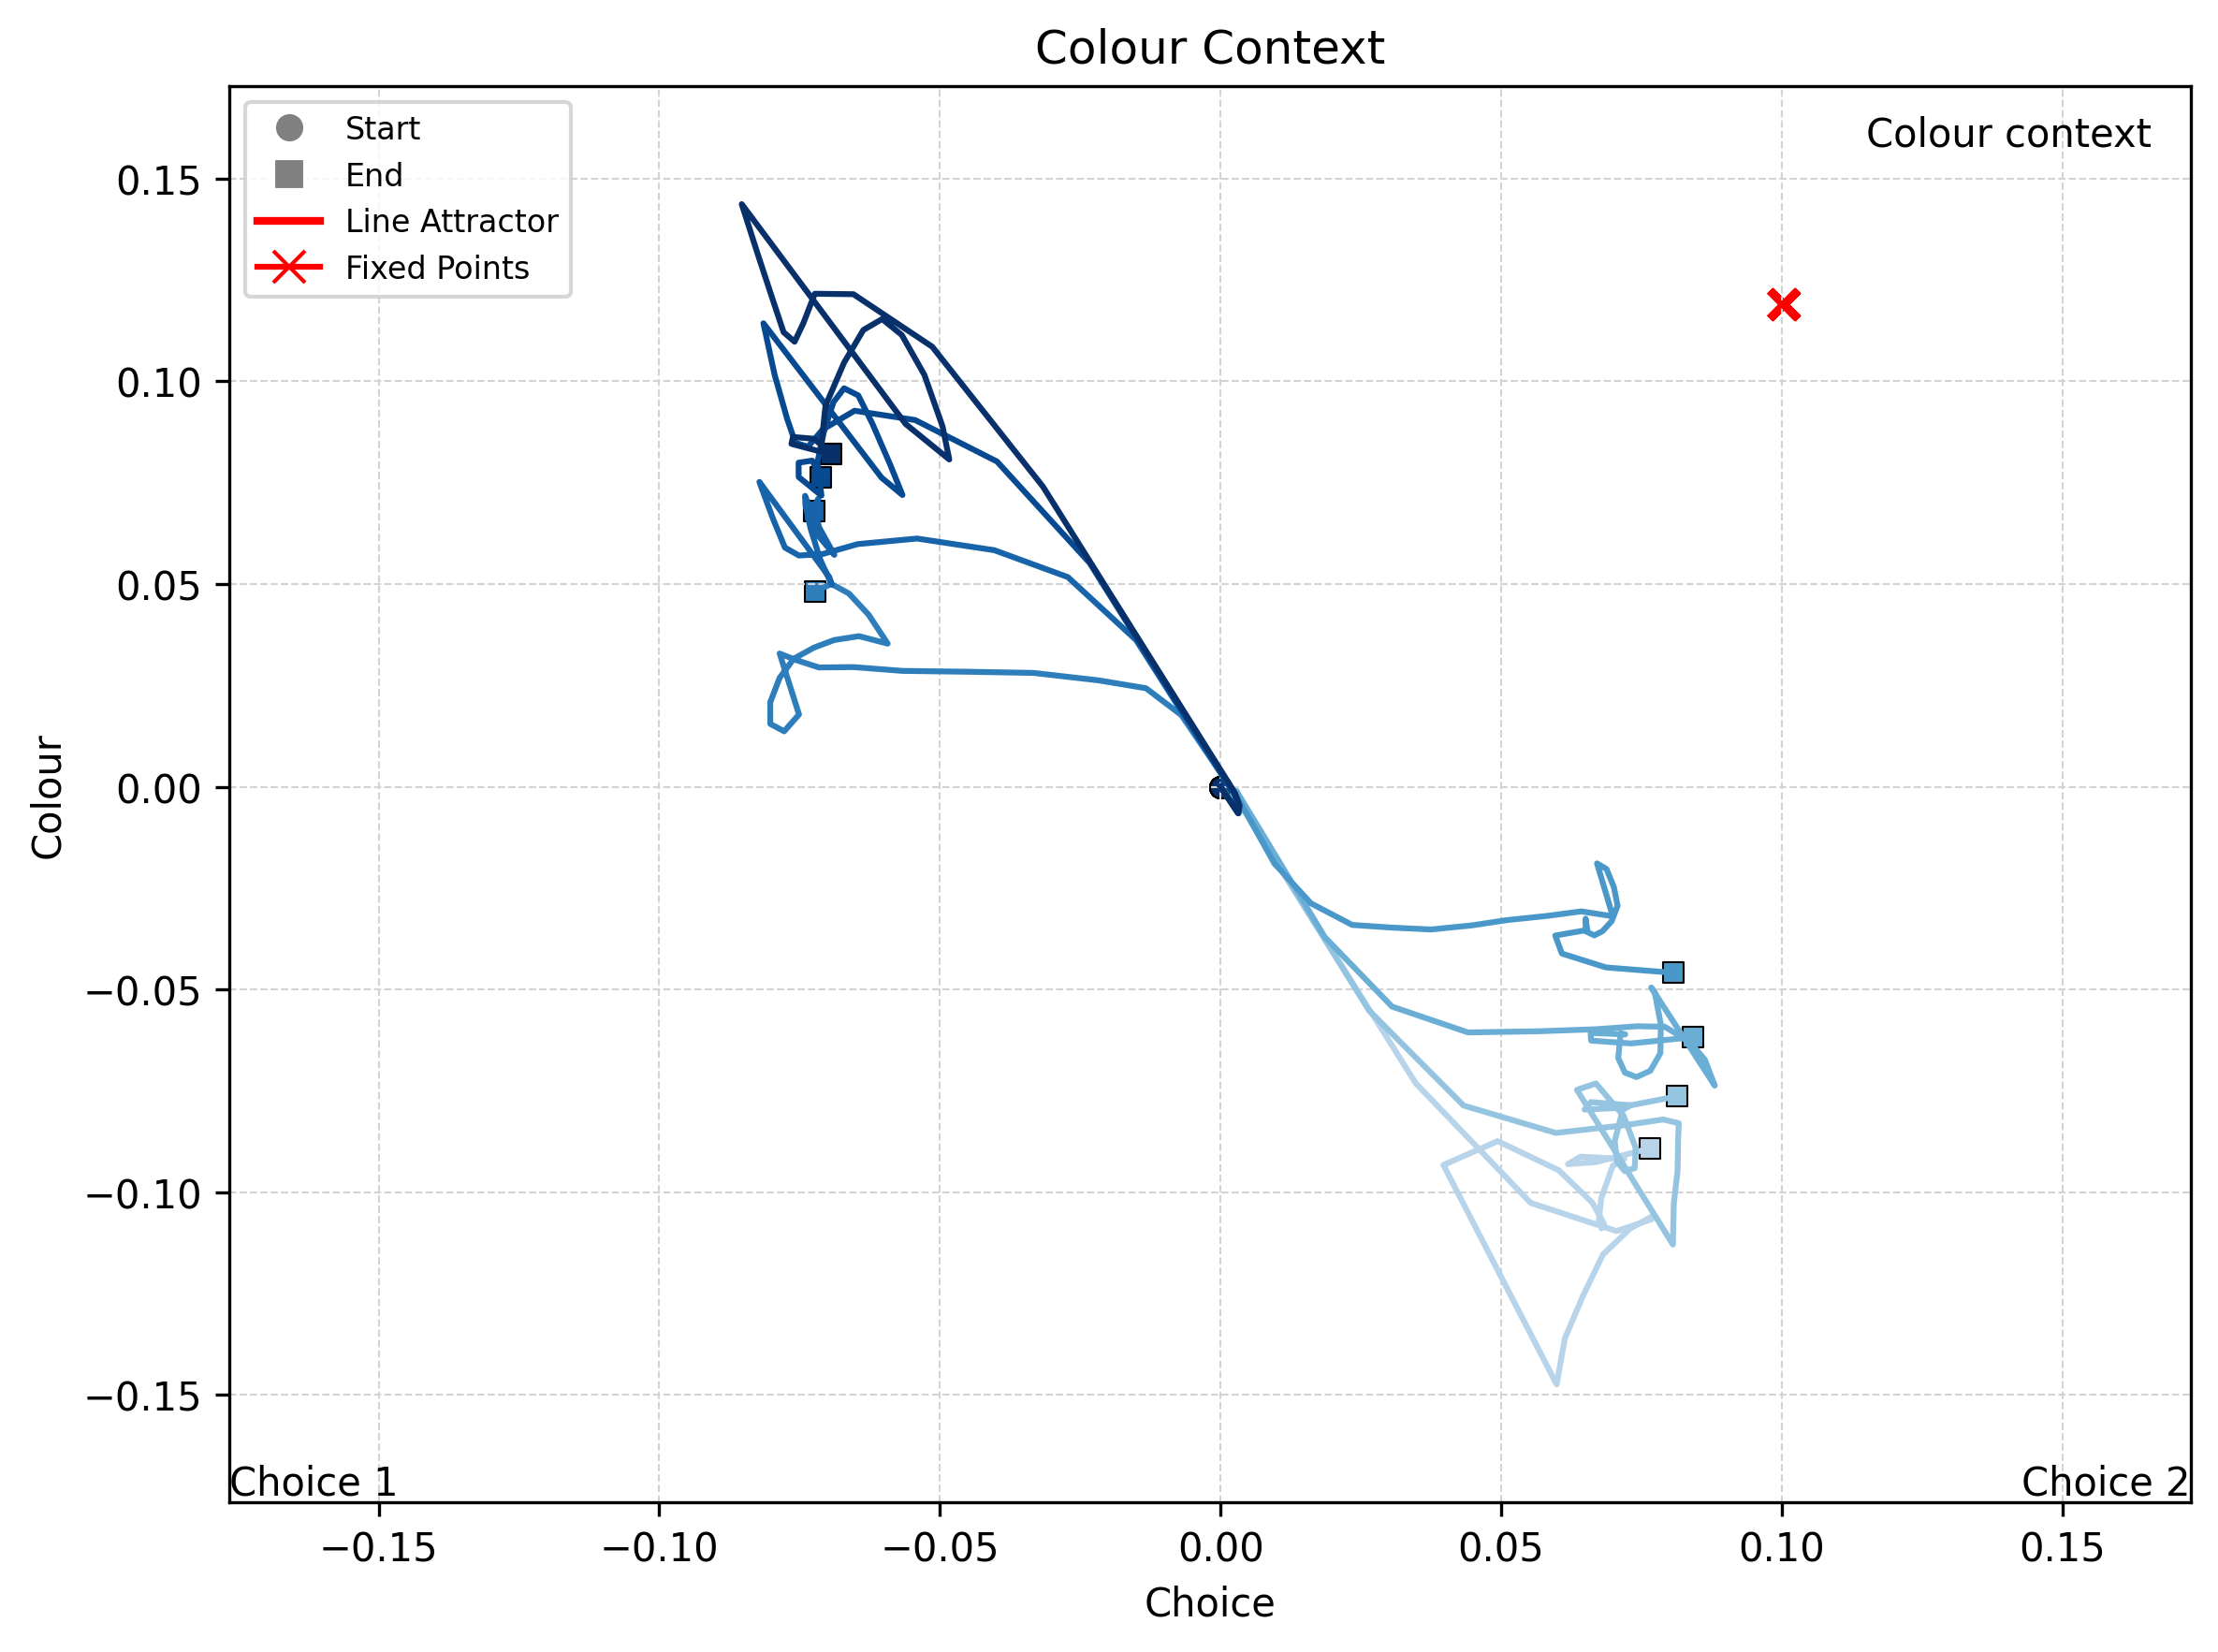 Colour Context
Start
End
Line Attractor
Fixed Points
Colour context
0.15
0.10
0.05
0.00
−0.05
−0.10
−0.15
Colour
Choice 1
Choice 2
−0.15
−0.10
−0.05
0.00
0.05
0.10
0.15
Choice